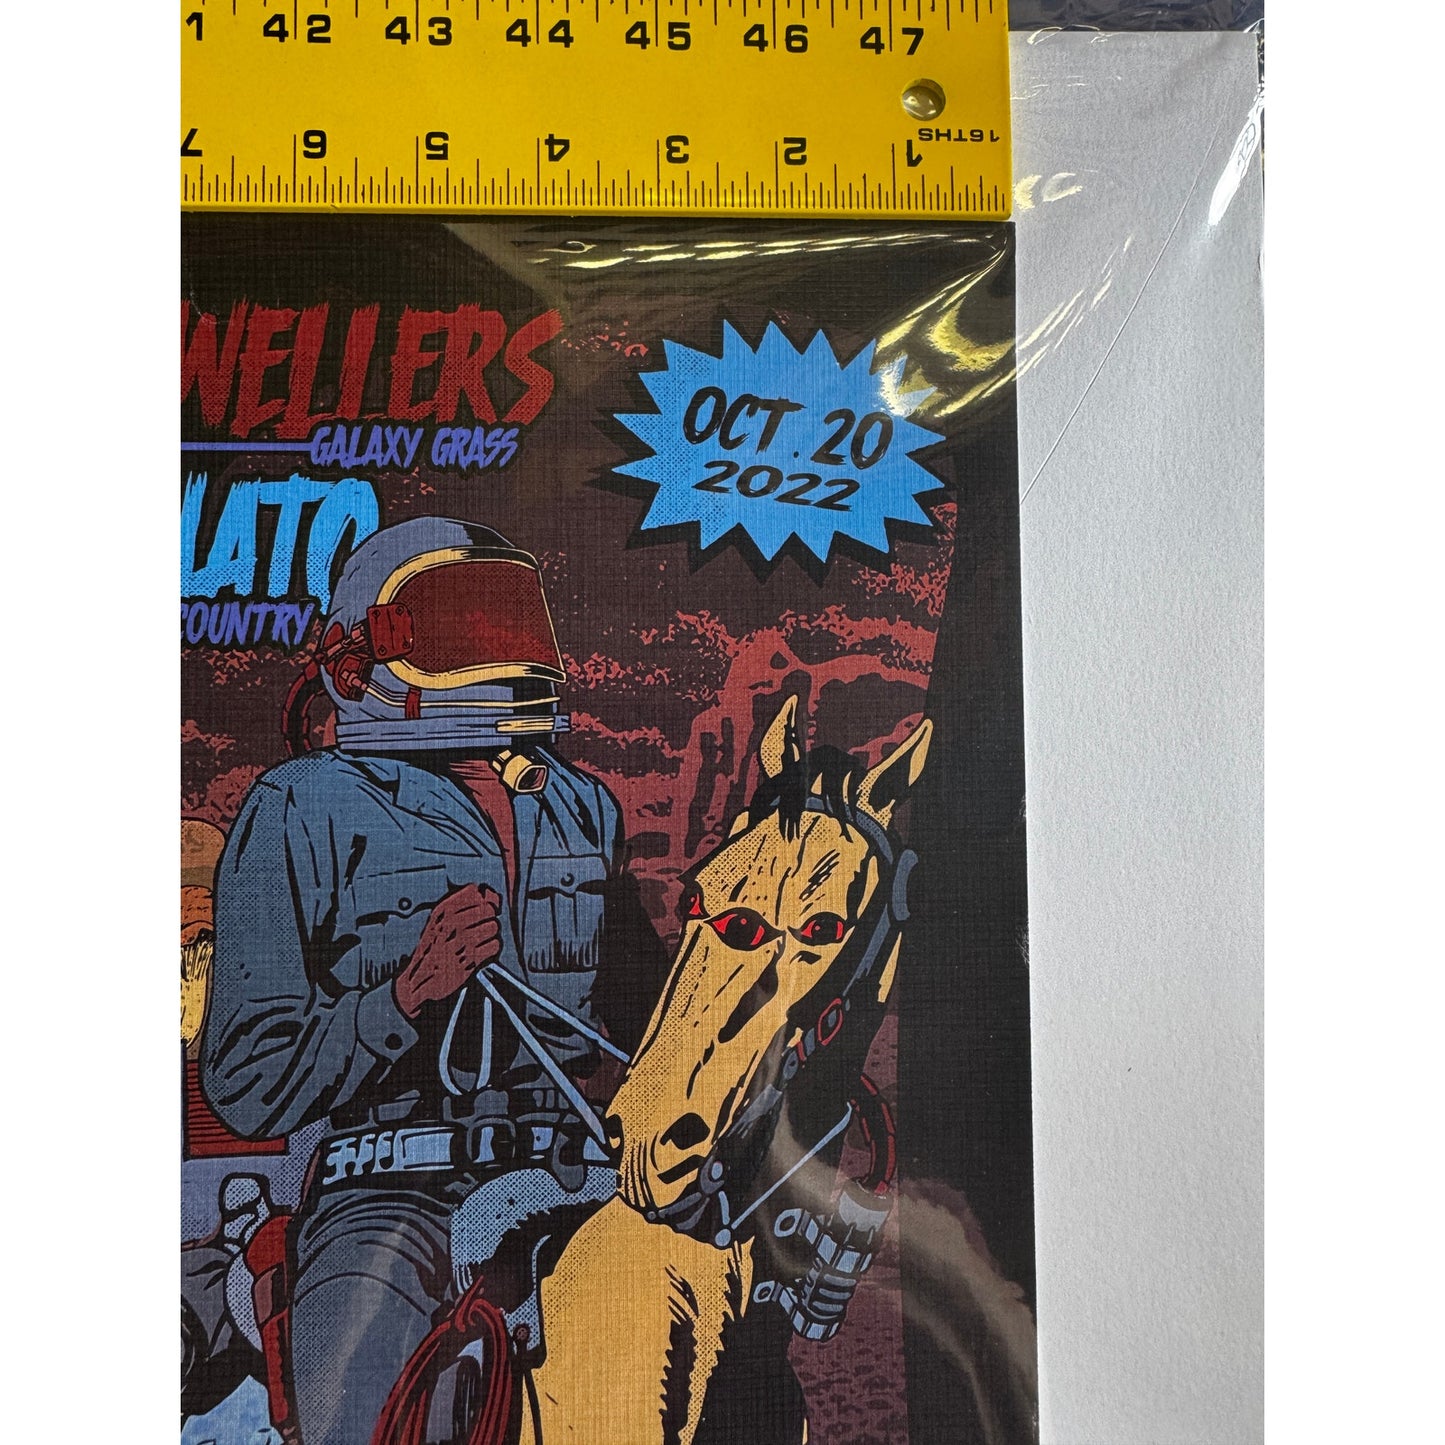 1 42 43 44 45 46 47
16THS
7 6 5 4 3 2 1
WELLERS
GALAXY GRASS
OCT. 20
2022
LATO
COUNTRY